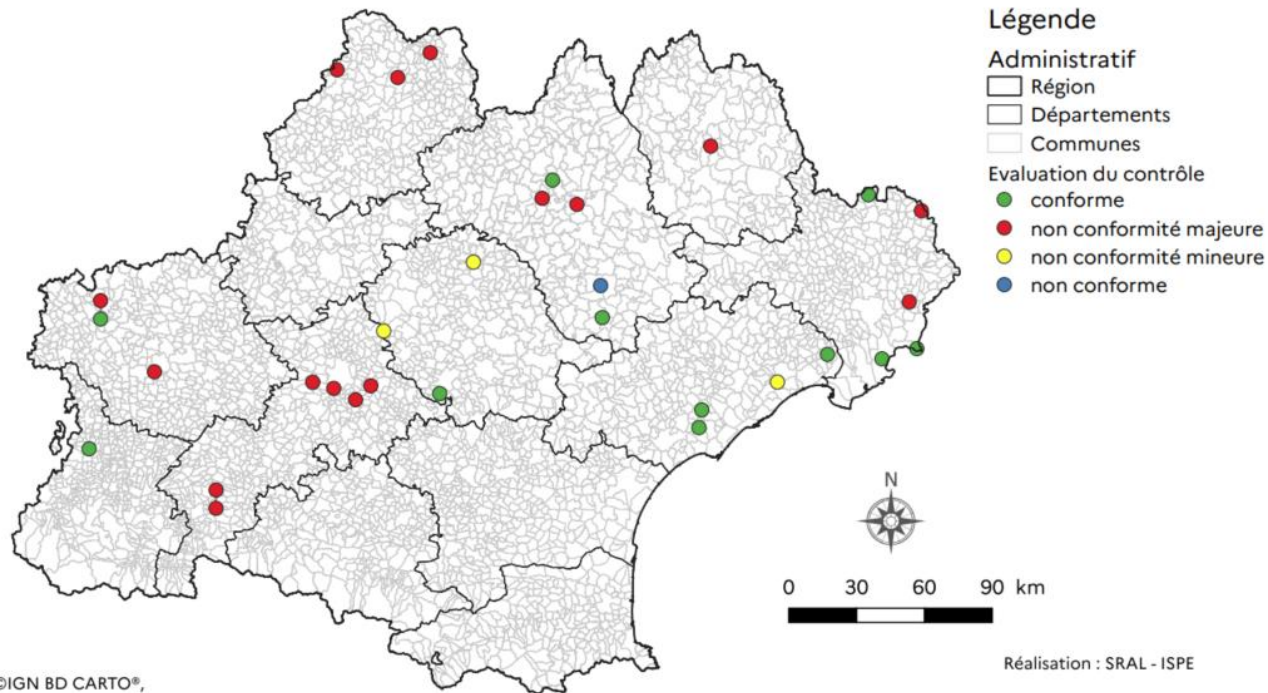 Légende
Administratif
Région
Départements
Communes
Evaluation du contrôle
conforme
non conformité majeure
non conformité mineure
non conforme
N
0 30 60 90 km
Réalisation : SRAL - ISPE
©IGN BD CARTO®,